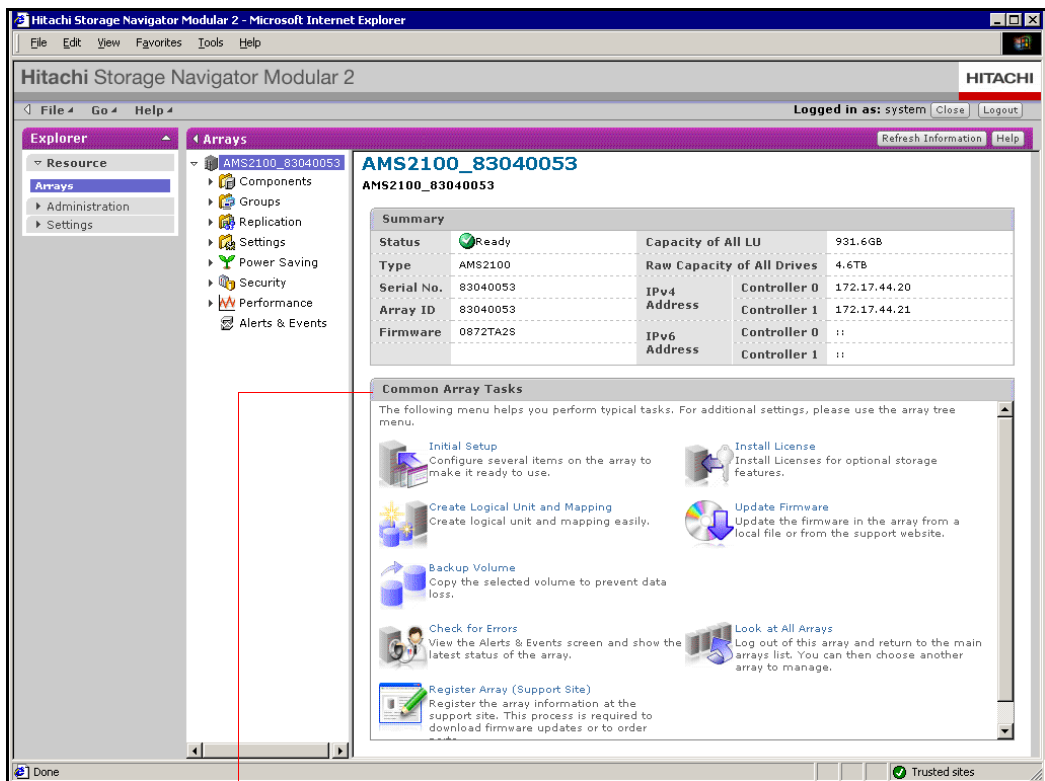 Hitachi Storage Navigator Modular 2 - Microsoft Internet Explorer
File Edit View Favorites Tools Help
Hitachi Storage Navigator Modular 2
HITACHI
File Go Help
Logged in as: system Close Logout
Explorer
Resource
Arrays
Administration
Settings
Arrays
Refresh Information Help
AMS2100_83040053
Components
Groups
Replication
Settings
Power Saving
Security
Performance
Alerts & Events
AMS2100_83040053
AMS2100_83040053
Summary
Status Ready Capacity of All LU 931.6GB
Type AMS2100 Raw Capacity of All Drives 4.6TB
Serial No. 83040053 IPv4 Address Controller 0 172.17.44.20
Array ID 83040053 Controller 1 172.17.44.21
Firmware 0872TA2S IPv6 Address Controller 0 ::
Controller 1 ::
Common Array Tasks
The following menu helps you perform typical tasks. For additional settings, please use the array tree
menu.
Initial Setup
Configure several items on the array to
make it ready to use.
Install License
Install Licenses for optional storage
features.
Create Logical Unit and Mapping
Create logical unit and mapping easily.
Update Firmware
Update the firmware in the array from a
local file or from the support website.
Backup Volume
Copy the selected volume to prevent data
loss.
Check for Errors
View the Alerts & Events screen and show the
latest status of the array.
Look at All Arrays
Log out of this array and return to the main
arrays list. You can then choose another
array to manage.
Register Array (Support Site)
Register the array information at the
support site. This process is required to
download firmware updates or to order
Done
Trusted sites